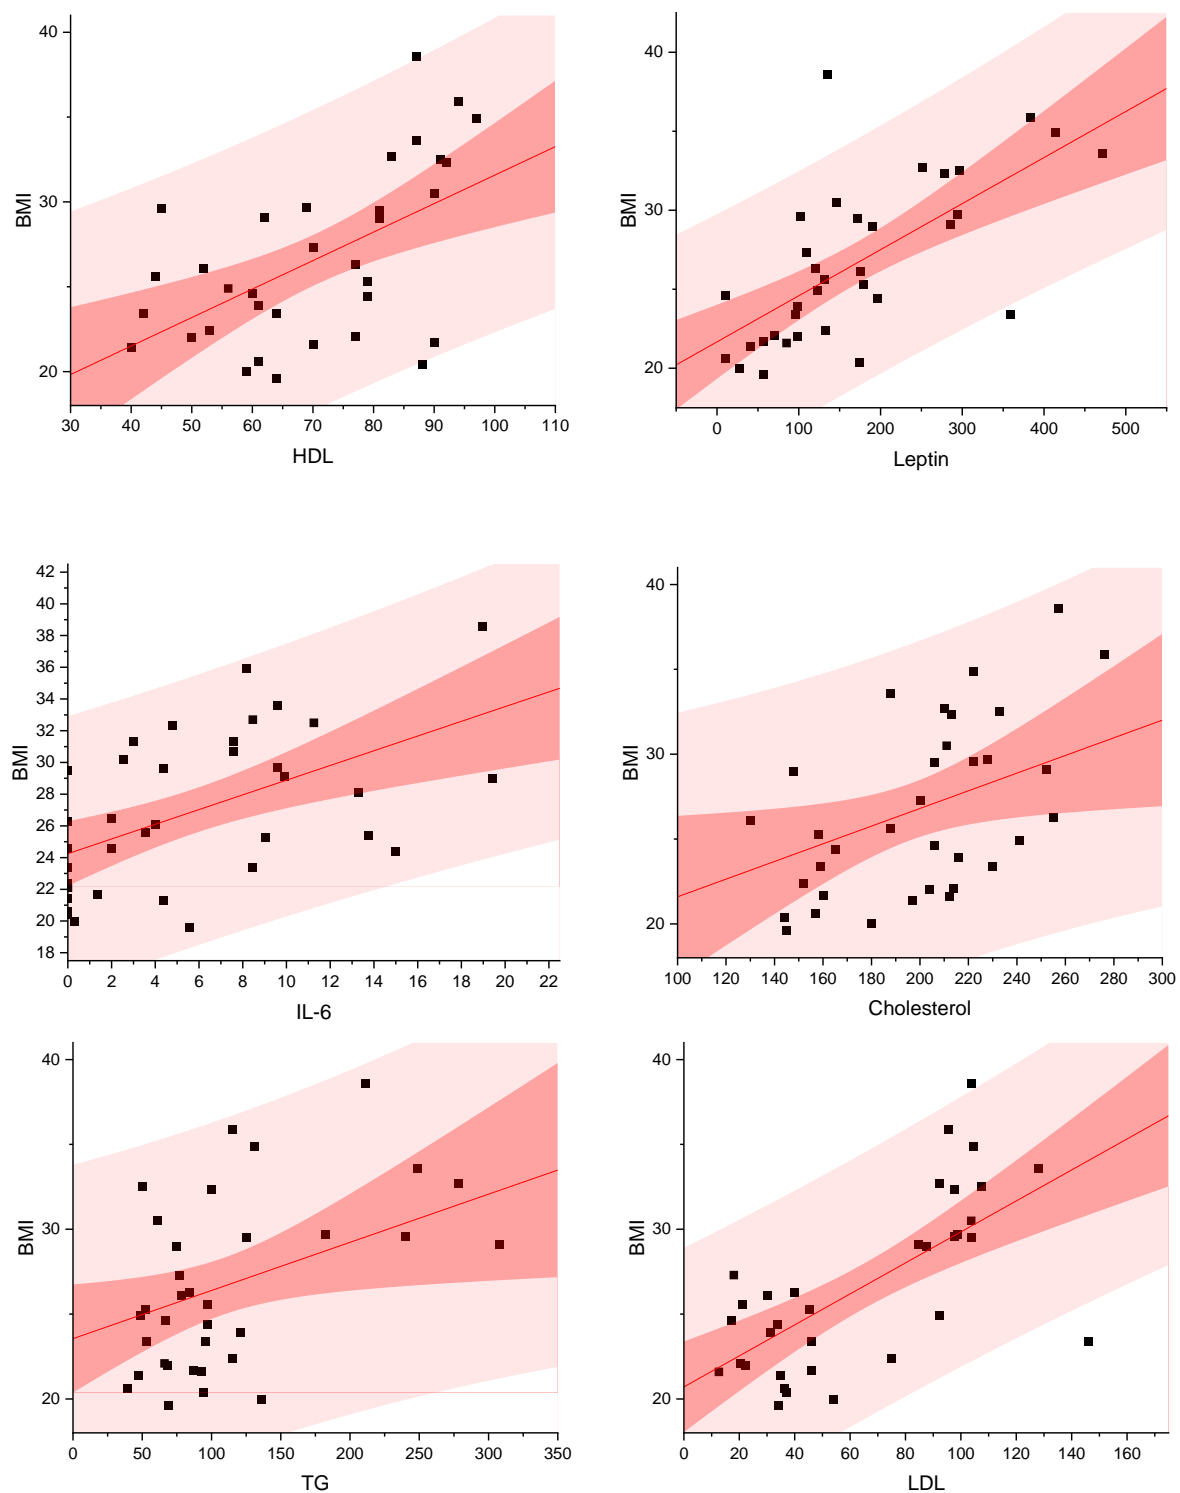 40
30
20
BMI
30 40 50 60 70 80 90 100 110
HDL
40
30
20
BMI
0 100 200 300 400 500
Leptin
42
40
38
36
34
32
30
28
26
24
22
20
18
BMI
0 2 4 6 8 10 12 14 16 18 20 22
IL-6
40
30
20
BMI
100 120 140 160 180 200 220 240 260 280 300
Cholesterol
40
30
20
BMI
0 50 100 150 200 250 300 350
TG
40
30
20
BMI
0 20 40 60 80 100 120 140 160
LDL